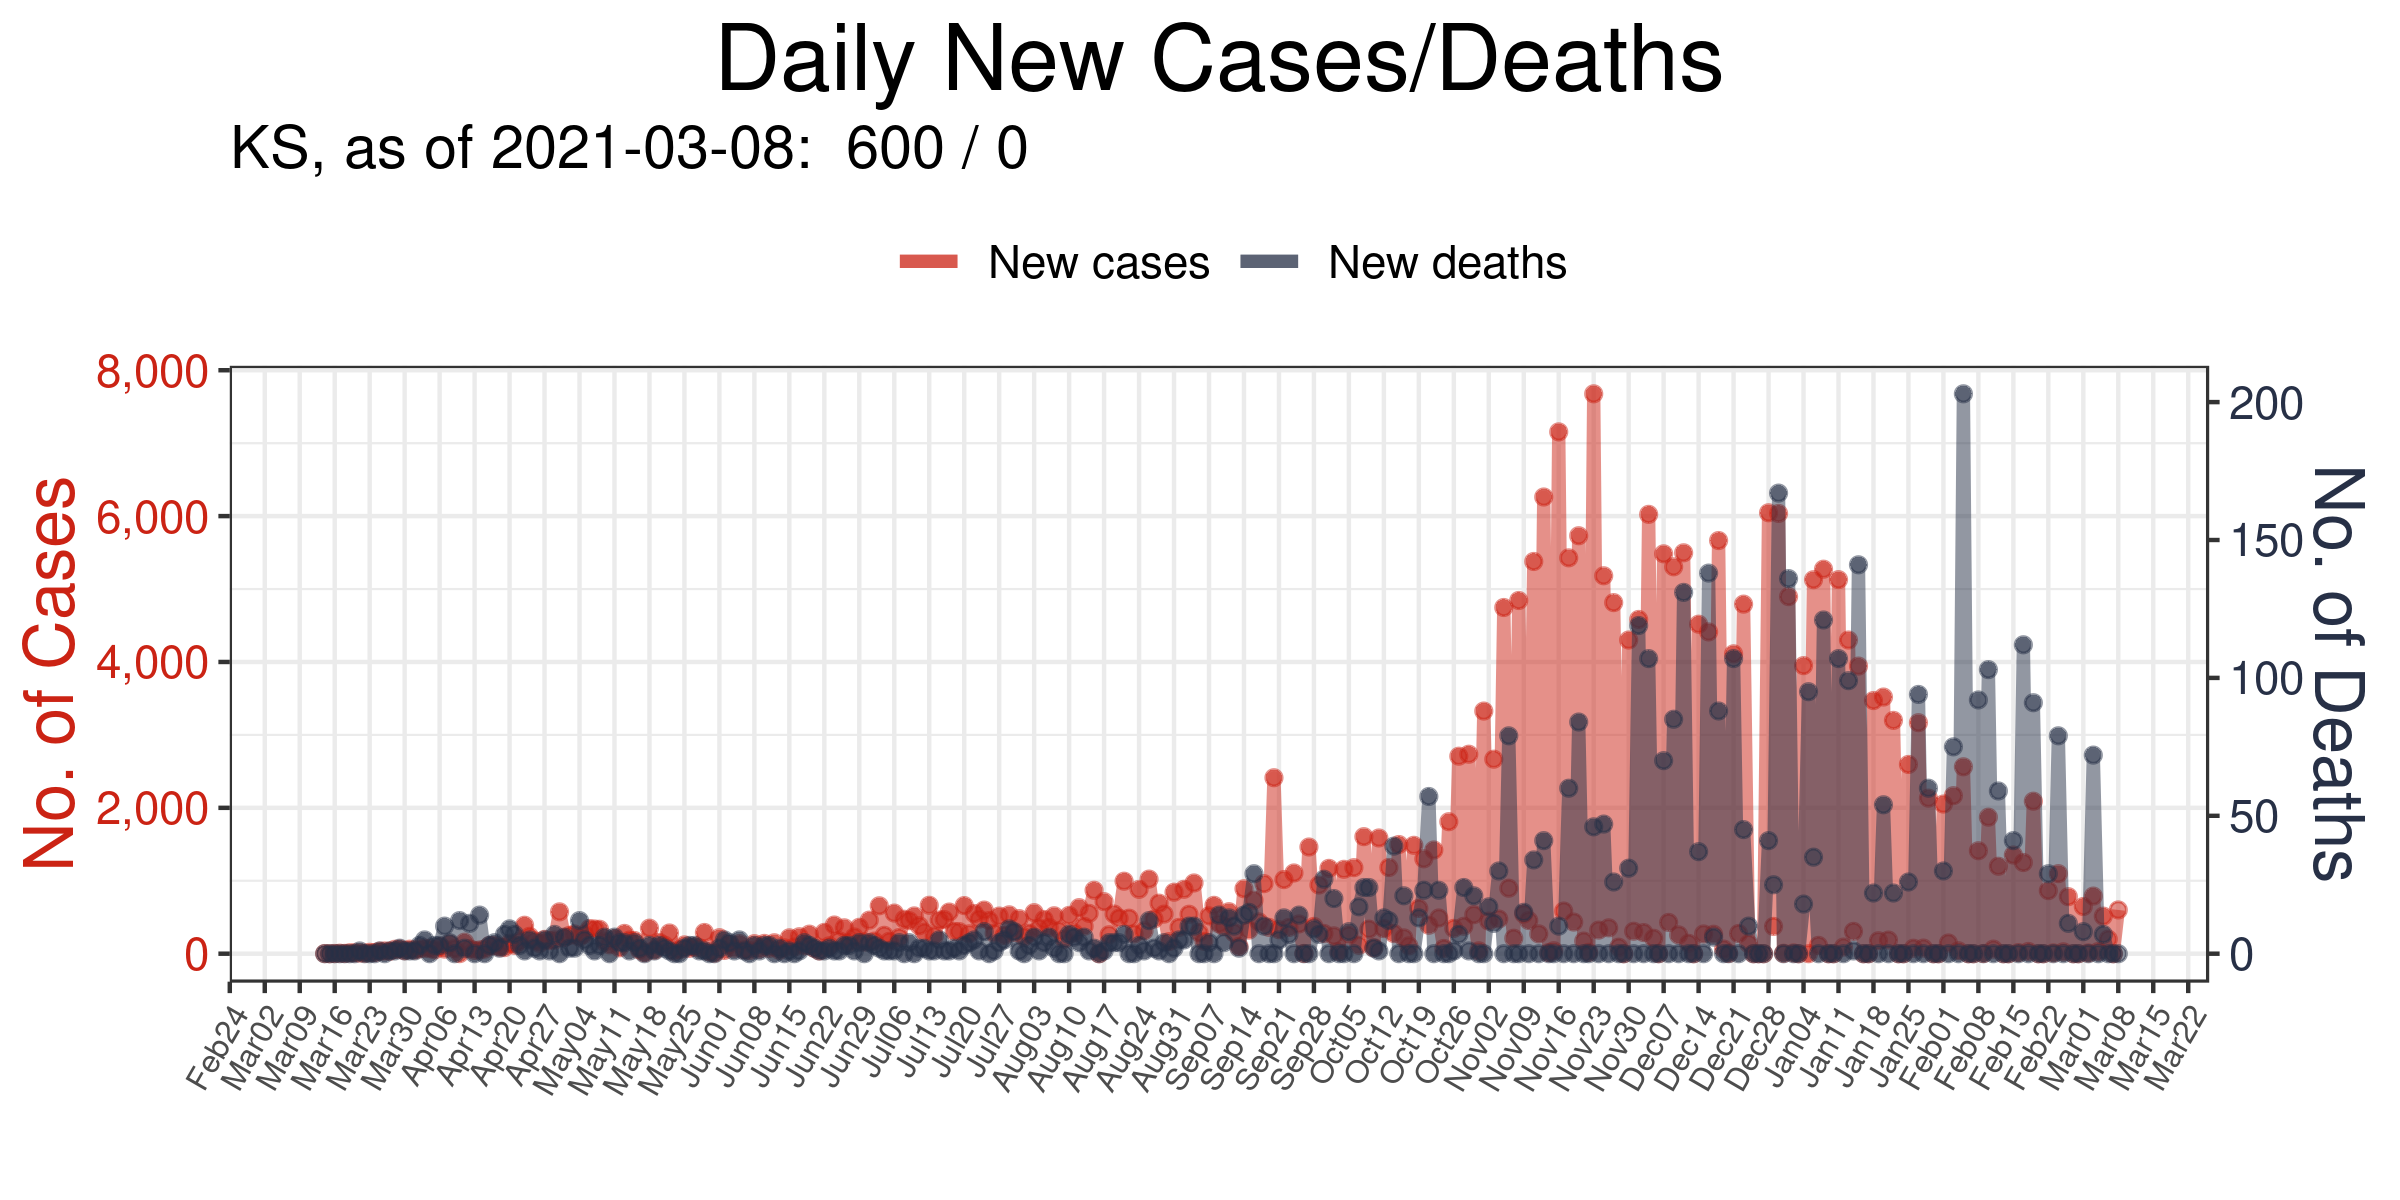 Daily New Cases/Deaths
KS, as of 2021-03-08:  600 / 0
New cases
New deaths
No. of Cases
8,000
6,000
4,000
2,000
0
200
150
100
50
0
No. of Deaths
Feb24
Mar02
Mar09
Mar16
Mar23
Mar30
Apr06
Apr13
Apr20
Apr27
May04
May11
May18
May25
Jun01
Jun08
Jun15
Jun22
Jun29
Jul06
Jul13
Jul20
Jul27
Aug03
Aug10
Aug17
Aug24
Aug31
Sep07
Sep14
Sep21
Sep28
Oct05
Oct12
Oct19
Oct26
Nov02
Nov09
Nov16
Nov23
Nov30
Dec07
Dec14
Dec21
Dec28
Jan04
Jan11
Jan18
Jan25
Feb01
Feb08
Feb15
Feb22
Mar01
Mar08
Mar15
Mar22